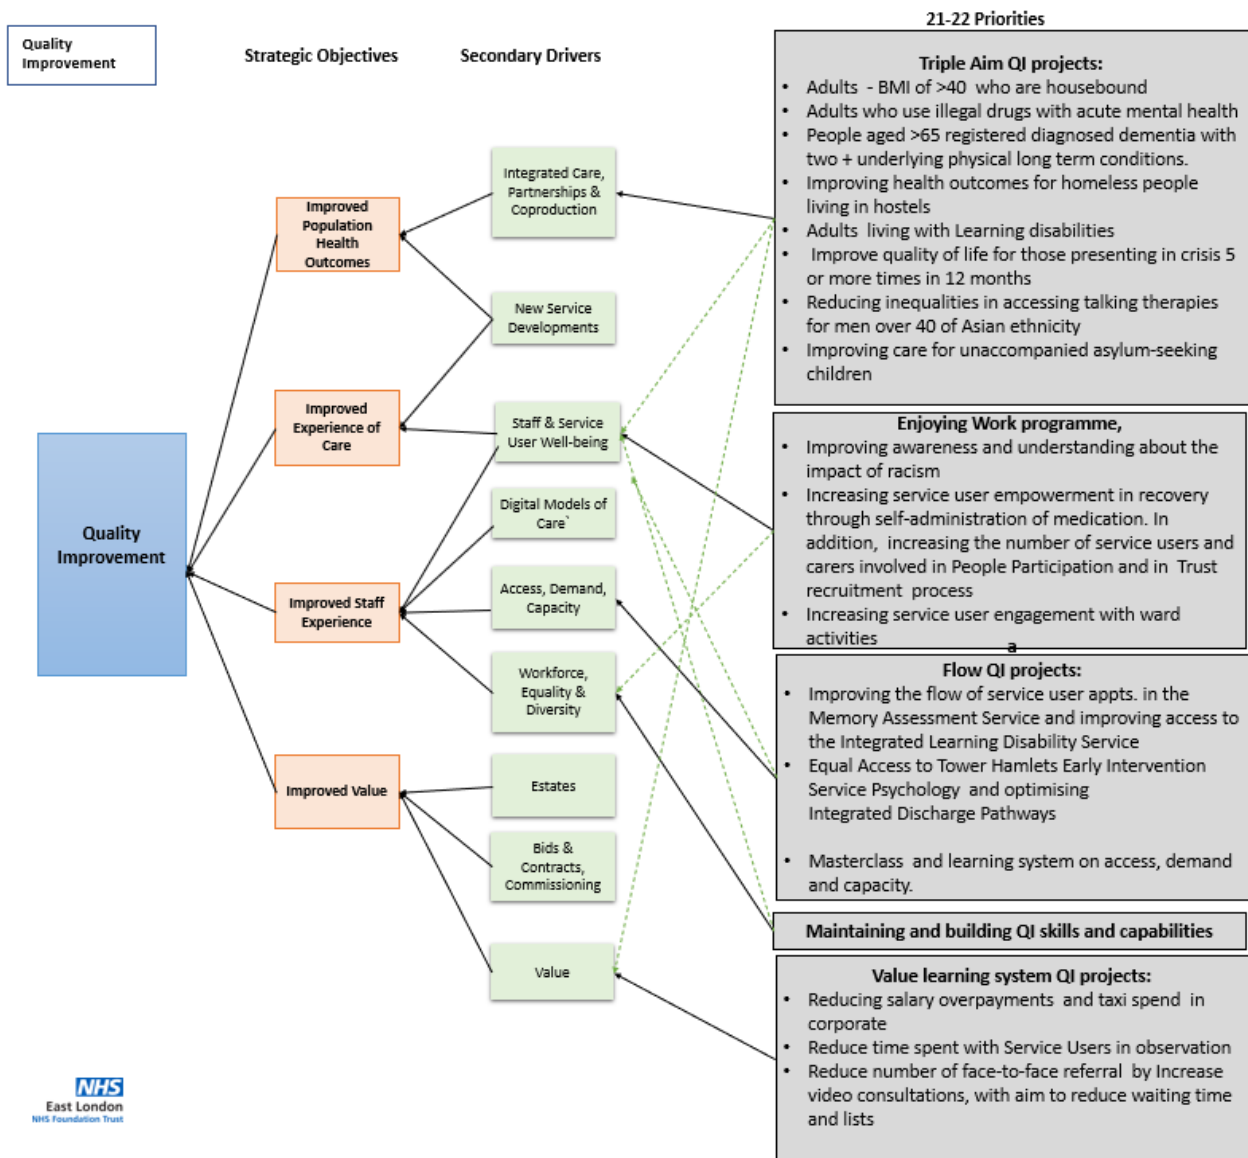 21-22 Priorities
Quality
Improvement
Strategic Objectives
Secondary Drivers
Quality
Improvement
Improved
Population
Health
Outcomes
Improved
Experience of
Care
Improved Staff
Experience
Improved Value
Integrated Care,
Partnerships &
Coproduction
New Service
Developments
Staff & Service
User Well-being
Digital Models of
Care`
Access, Demand,
Capacity
Workforce,
Equality &
Diversity
Estates
Bids &
Contracts,
Commissioning
Value
Triple Aim QI projects:
• Adults - BMI of >40 who are housebound
• Adults who use illegal drugs with acute mental health
• People aged >65 registered diagnosed dementia with
two + underlying physical long term conditions.
• Improving health outcomes for homeless people
living in hostels
• Adults living with Learning disabilities
• Improve quality of life for those presenting in crisis 5
or more times in 12 months
• Reducing inequalities in accessing talking therapies
for men over 40 of Asian ethnicity
• Improving care for unaccompanied asylum-seeking
children
Enjoying Work programme,
• Improving awareness and understanding about the
impact of racism
• Increasing service user empowerment in recovery
through self-administration of medication. In
addition, increasing the number of service users and
carers involved in People Participation and in Trust
recruitment process
• Increasing service user engagement with ward
activities
a
Flow QI projects:
• Improving the flow of service user appts. in the
Memory Assessment Service and improving access to
the Integrated Learning Disability Service
• Equal Access to Tower Hamlets Early Intervention
Service Psychology and optimising
Integrated Discharge Pathways
• Masterclass and learning system on access, demand
and capacity.
Maintaining and building QI skills and capabilities
Value learning system QI projects:
• Reducing salary overpayments and taxi spend in
corporate
• Reduce time spent with Service Users in observation
• Reduce number of face-to-face referral by Increase
video consultations, with aim to reduce waiting time
and lists
NHS
East London
NHS Foundation Trust